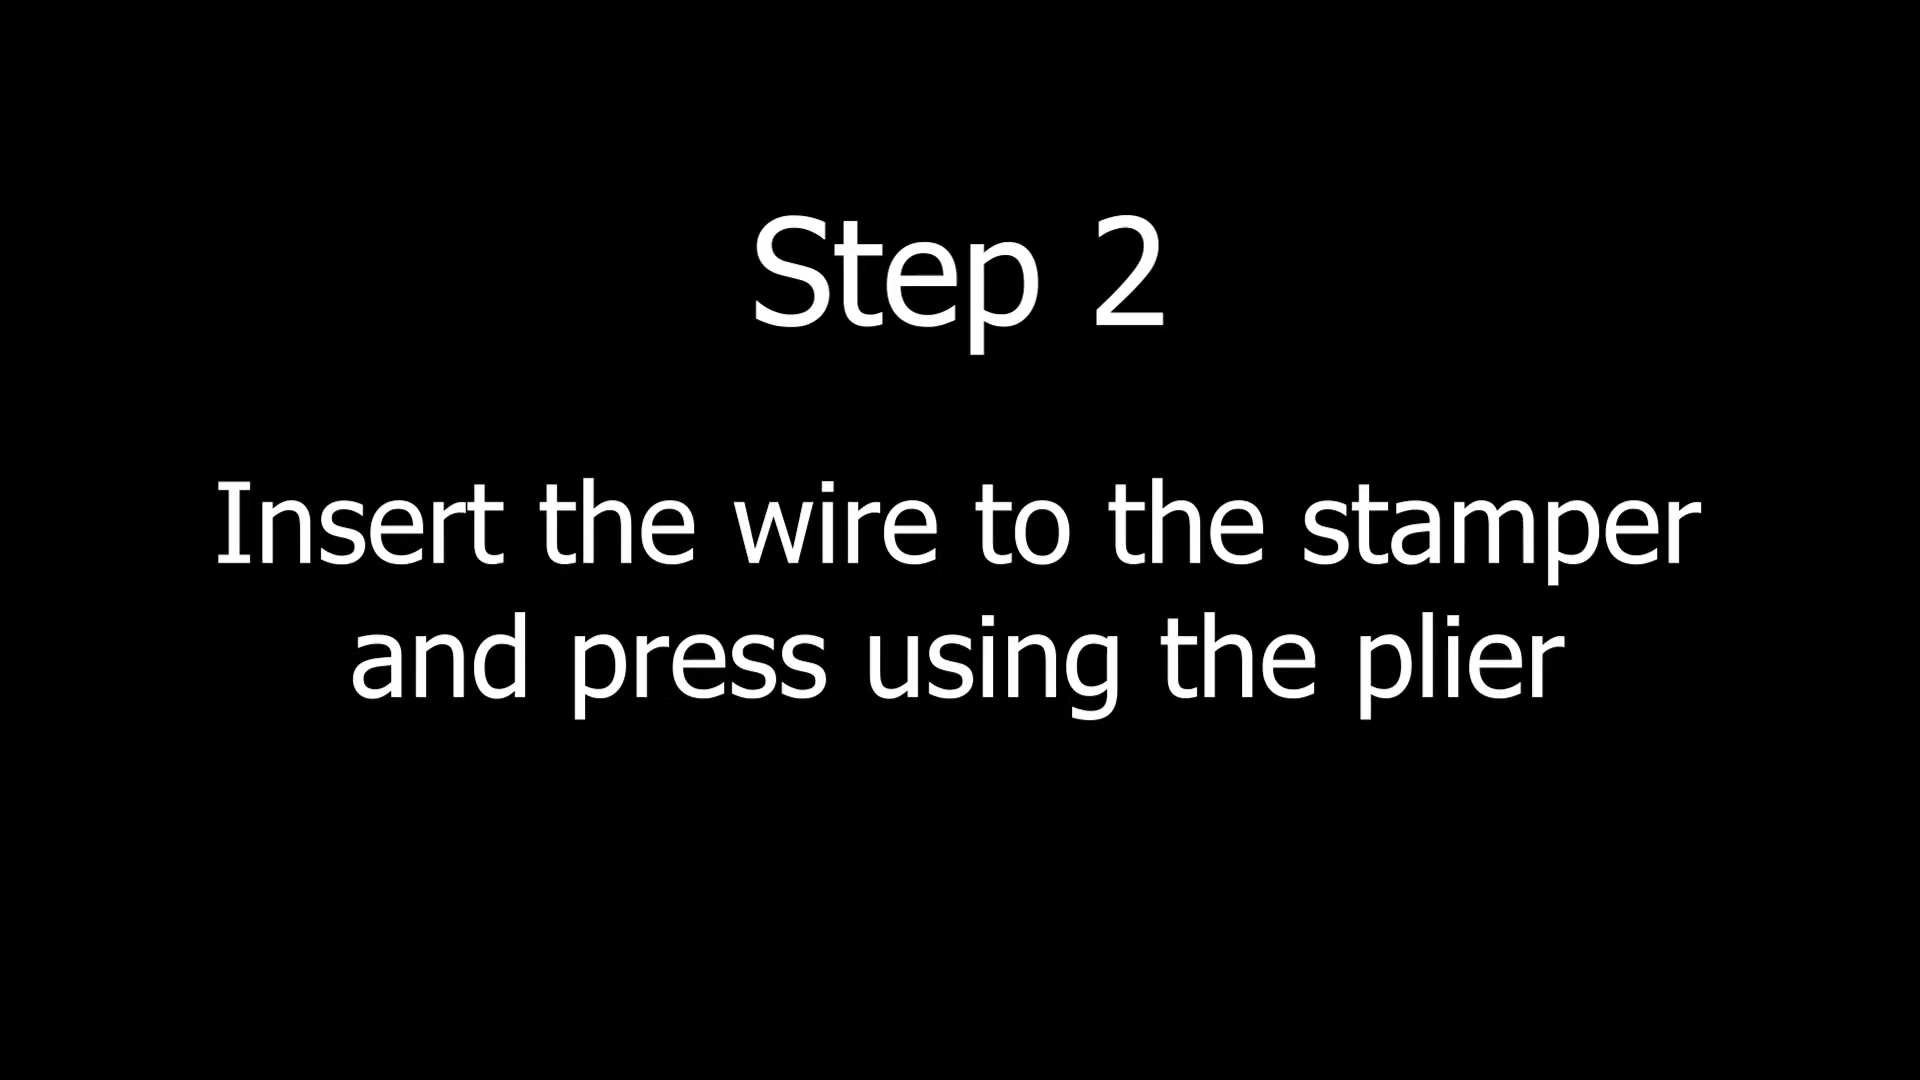 Step 2
Insert the wire to the stamper
and press using the plier